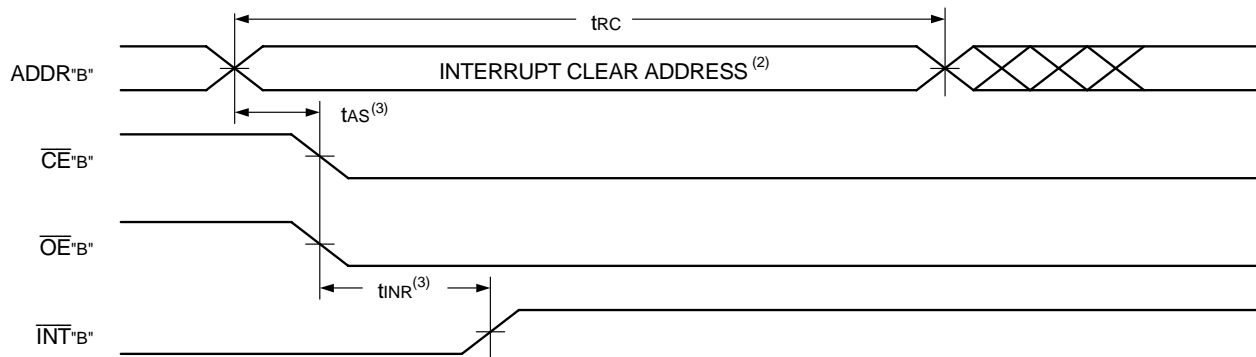 tRC
ADDR"B"
INTERRUPT CLEAR ADDRESS (2)
tAS(3)
CE"B"
OE"B"
tINR(3)
INT"B"